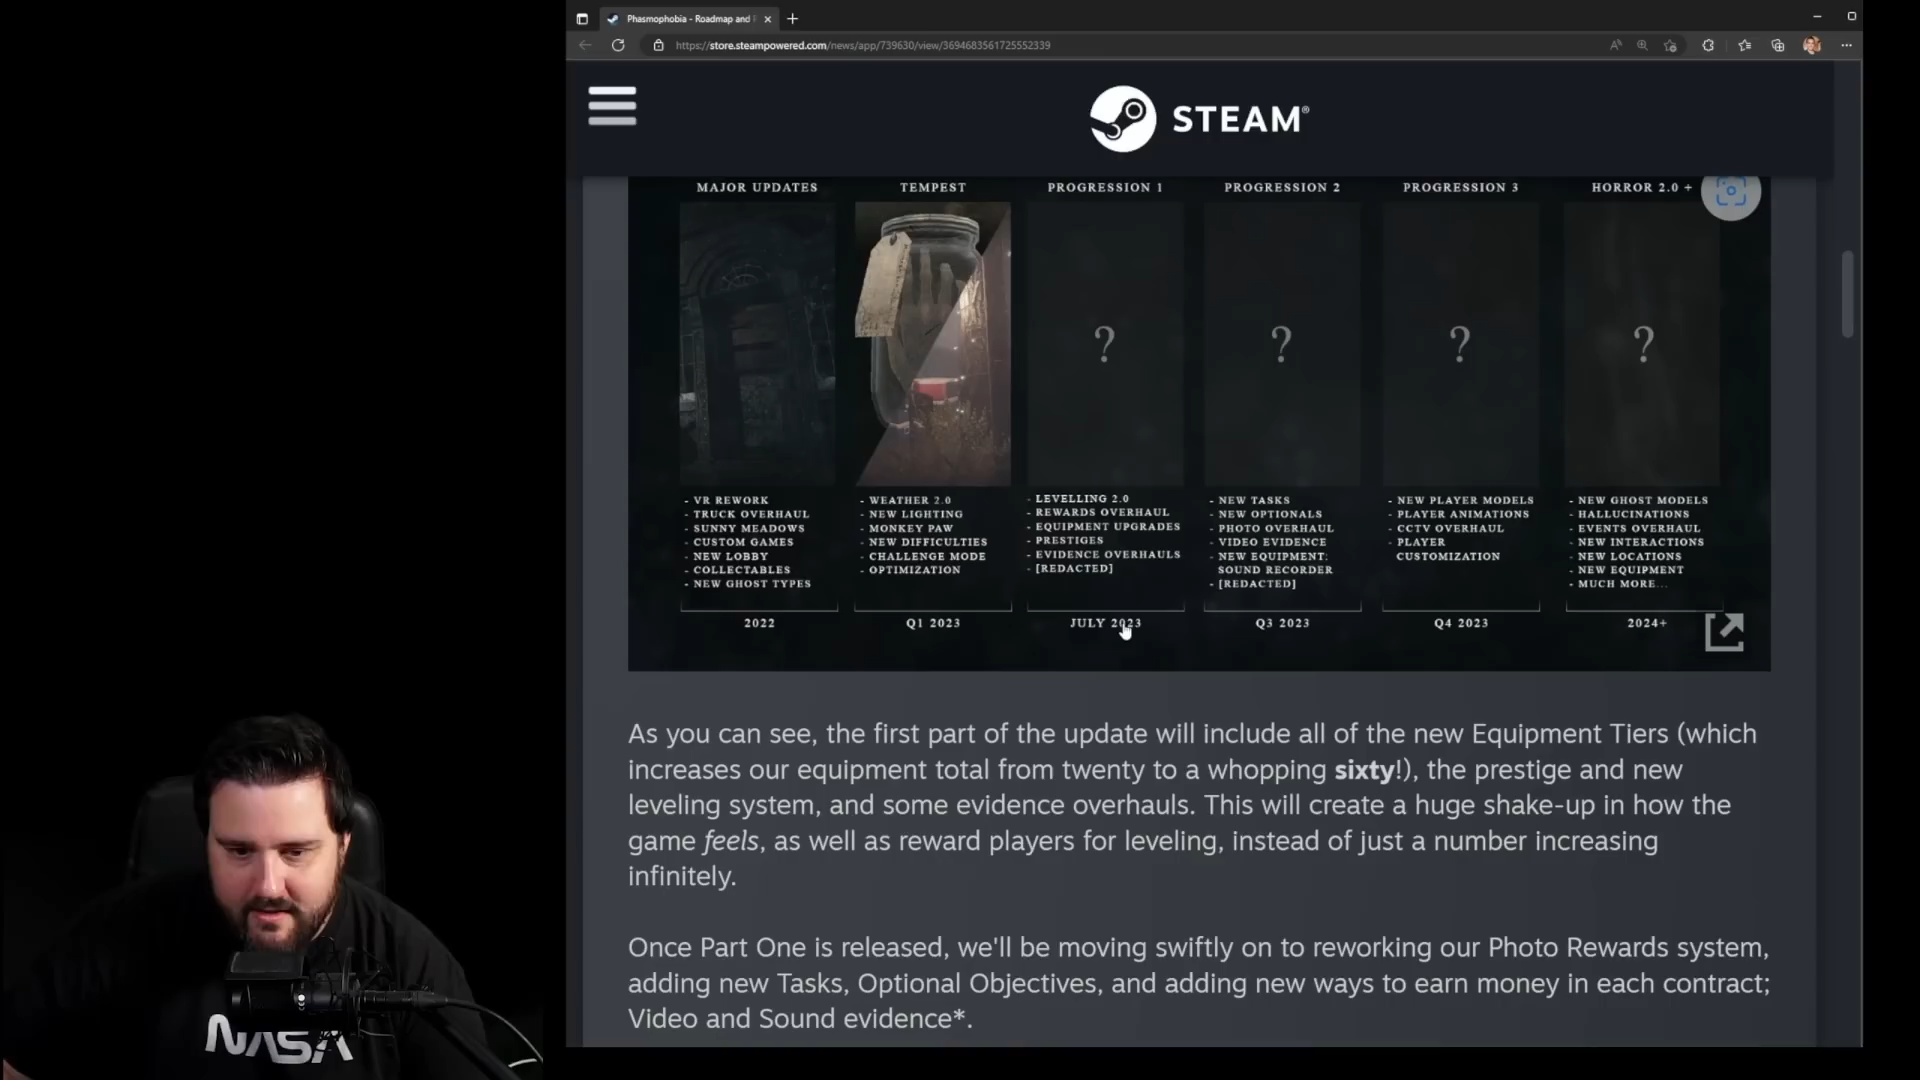 Phasmophobia - Roadmap and
https://store.steampowered.com/news/app/739630/view/3694683561725552339
STEAM®
MAJOR UPDATES
- VR REWORK
- TRUCK OVERHAUL
- SUNNY MEADOWS
- CUSTOM GAMES
- NEW LOBBY
- COLLECTABLES
- NEW GHOST TYPES
2022
TEMPEST
- WEATHER 2.0
- NEW LIGHTING
- MONKEY PAW
- NEW DIFFICULTIES
- CHALLENGE MODE
- OPTIMIZATION
Q1 2023
PROGRESSION 1
?
- LEVELLING 2.0
- REWARDS OVERHAUL
- EQUIPMENT UPGRADES
- PRESTIGES
- EVIDENCE OVERHAULS
- [REDACTED]
JULY 2023
PROGRESSION 2
?
- NEW TASKS
- NEW OPTIONALS
- PHOTO OVERHAUL
- VIDEO EVIDENCE
- NEW EQUIPMENT:
SOUND RECORDER
- [REDACTED]
Q3 2023
PROGRESSION 3
?
- NEW PLAYER MODELS
- PLAYER ANIMATIONS
- CCTV OVERHAUL
- PLAYER
CUSTOMIZATION
Q4 2023
HORROR 2.0 +
?
- NEW GHOST MODELS
- HALLUCINATIONS
- EVENTS OVERHAUL
- NEW INTERACTIONS
- NEW LOCATIONS
- NEW EQUIPMENT
- MUCH MORE...
2024+
As you can see, the first part of the update will include all of the new Equipment Tiers (which
increases our equipment total from twenty to a whopping sixty!), the prestige and new
leveling system, and some evidence overhauls. This will create a huge shake-up in how the
game feels, as well as reward players for leveling, instead of just a number increasing
infinitely.
Once Part One is released, we'll be moving swiftly on to reworking our Photo Rewards system,
adding new Tasks, Optional Objectives, and adding new ways to earn money in each contract;
Video and Sound evidence*.
NASA